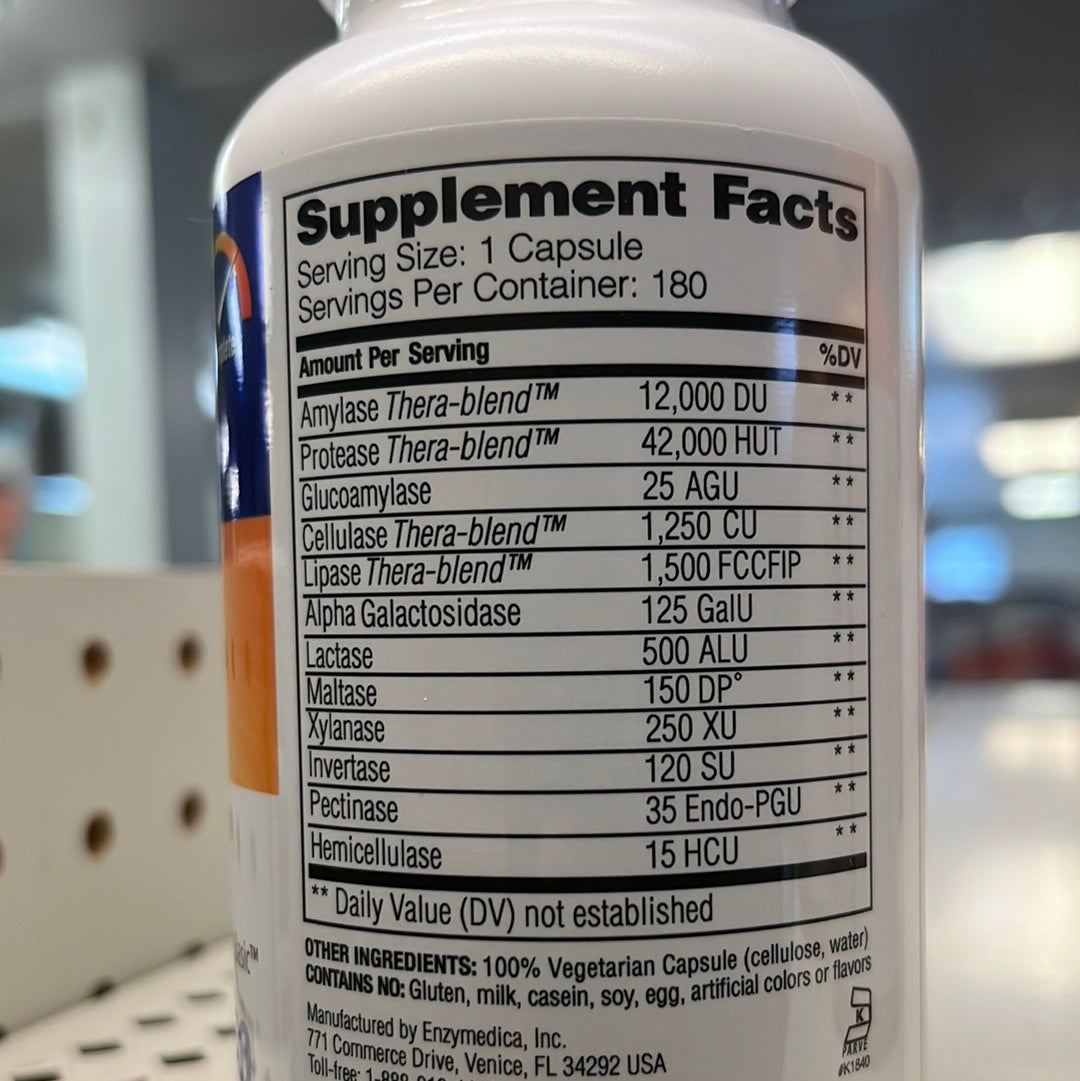 Supplement Facts
Serving Size: 1 Capsule
Servings Per Container: 180
Amount Per Serving %DV
Amylase Thera-blend™ 12,000 DU **
Protease Thera-blend™ 42,000 HUT **
Glucoamylase 25 AGU **
Cellulase Thera-blend™ 1,250 CU **
Lipase Thera-blend™ 1,500 FCCFIP **
Alpha Galactosidase 125 GalU **
Lactase 500 ALU **
Maltase 150 DP° **
Xylanase 250 XU **
Invertase 120 SU **
Pectinase 35 Endo-PGU **
Hemicellulase 15 HCU **
** Daily Value (DV) not established
OTHER INGREDIENTS: 100% Vegetarian Capsule (cellulose, water)
CONTAINS NO: Gluten, milk, casein, soy, egg, artificial colors or flavors
Manufactured by Enzymedica, Inc.
771 Commerce Drive, Venice, FL 34292 USA
Toll-free:
K
PARVE
#K1840